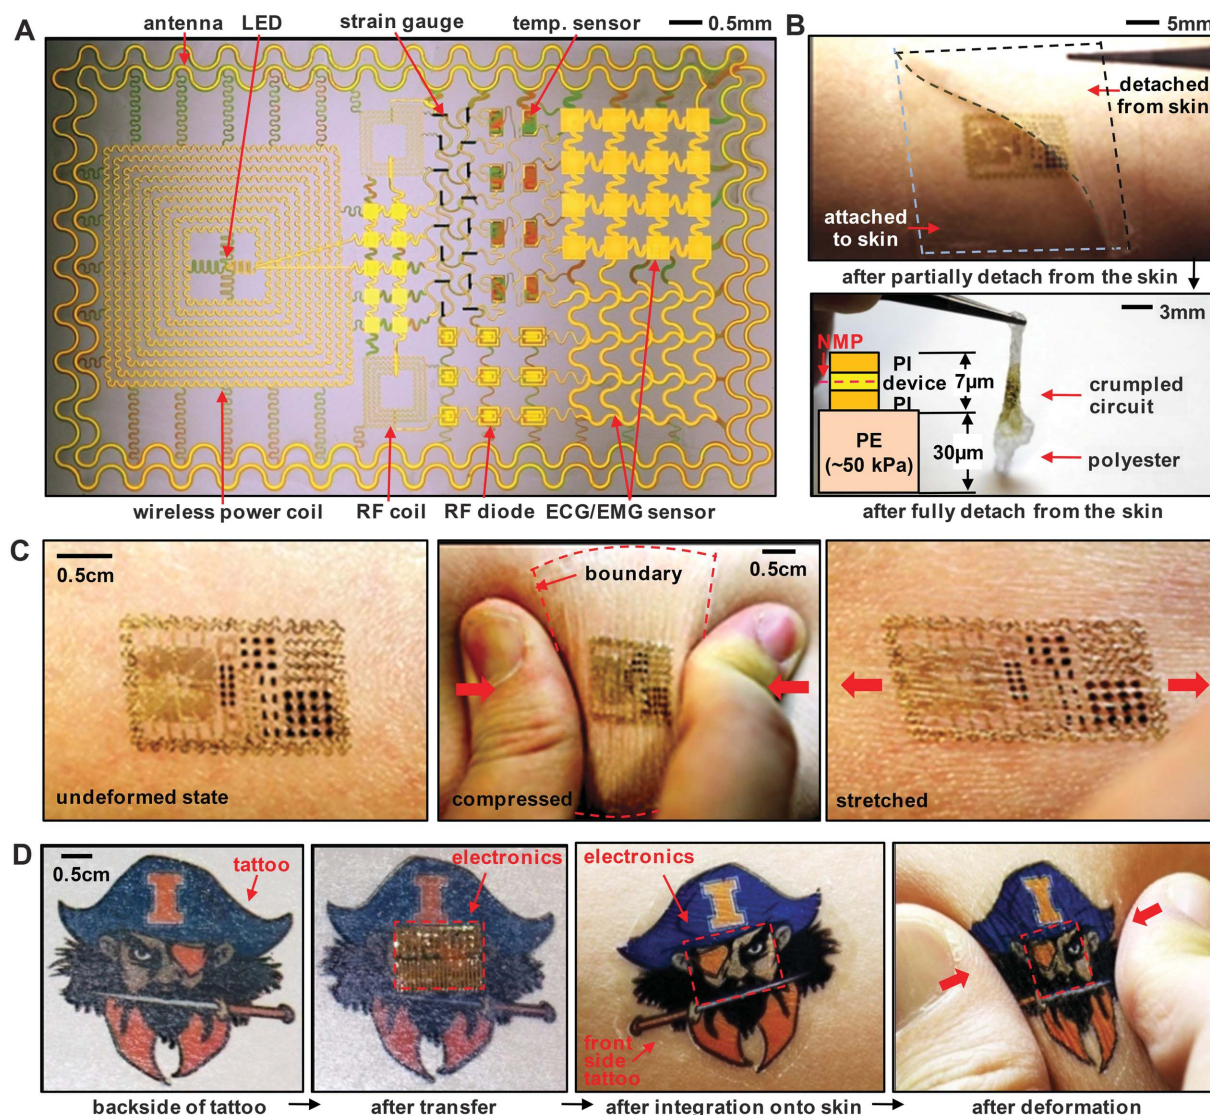 A
antenna LED strain gauge temp. sensor 0.5mm
wireless power coil RF coil RF diode ECG/EMG sensor
B
5mm
detached
from skin
attached
to skin
after partially detach from the skin
3mm
NMP
PI
device
PI
7µm
PE
(~50 kPa)
30µm
crumpled
circuit
polyester
after fully detach from the skin
C
0.5cm
undeformed state
boundary
0.5cm
compressed
stretched
D
0.5cm
tattoo
I
backside of tattoo
electronics
I
after transfer
electronics
I
front
side
tattoo
after integration onto skin
I
after deformation